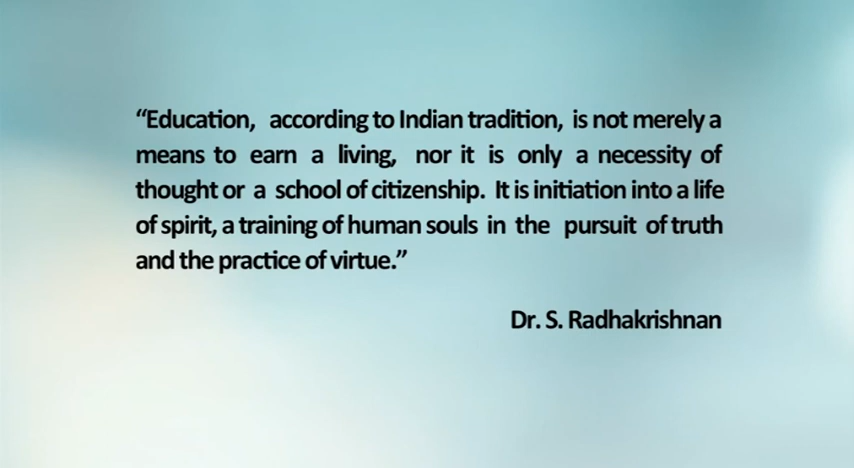 “Education, according to Indian tradition, is not merely a
means to earn a living, nor it is only a necessity of
thought or a school of citizenship. It is initiation into a life
of spirit, a training of human souls in the pursuit of truth
and the practice of virtue.”
Dr. S. Radhakrishnan